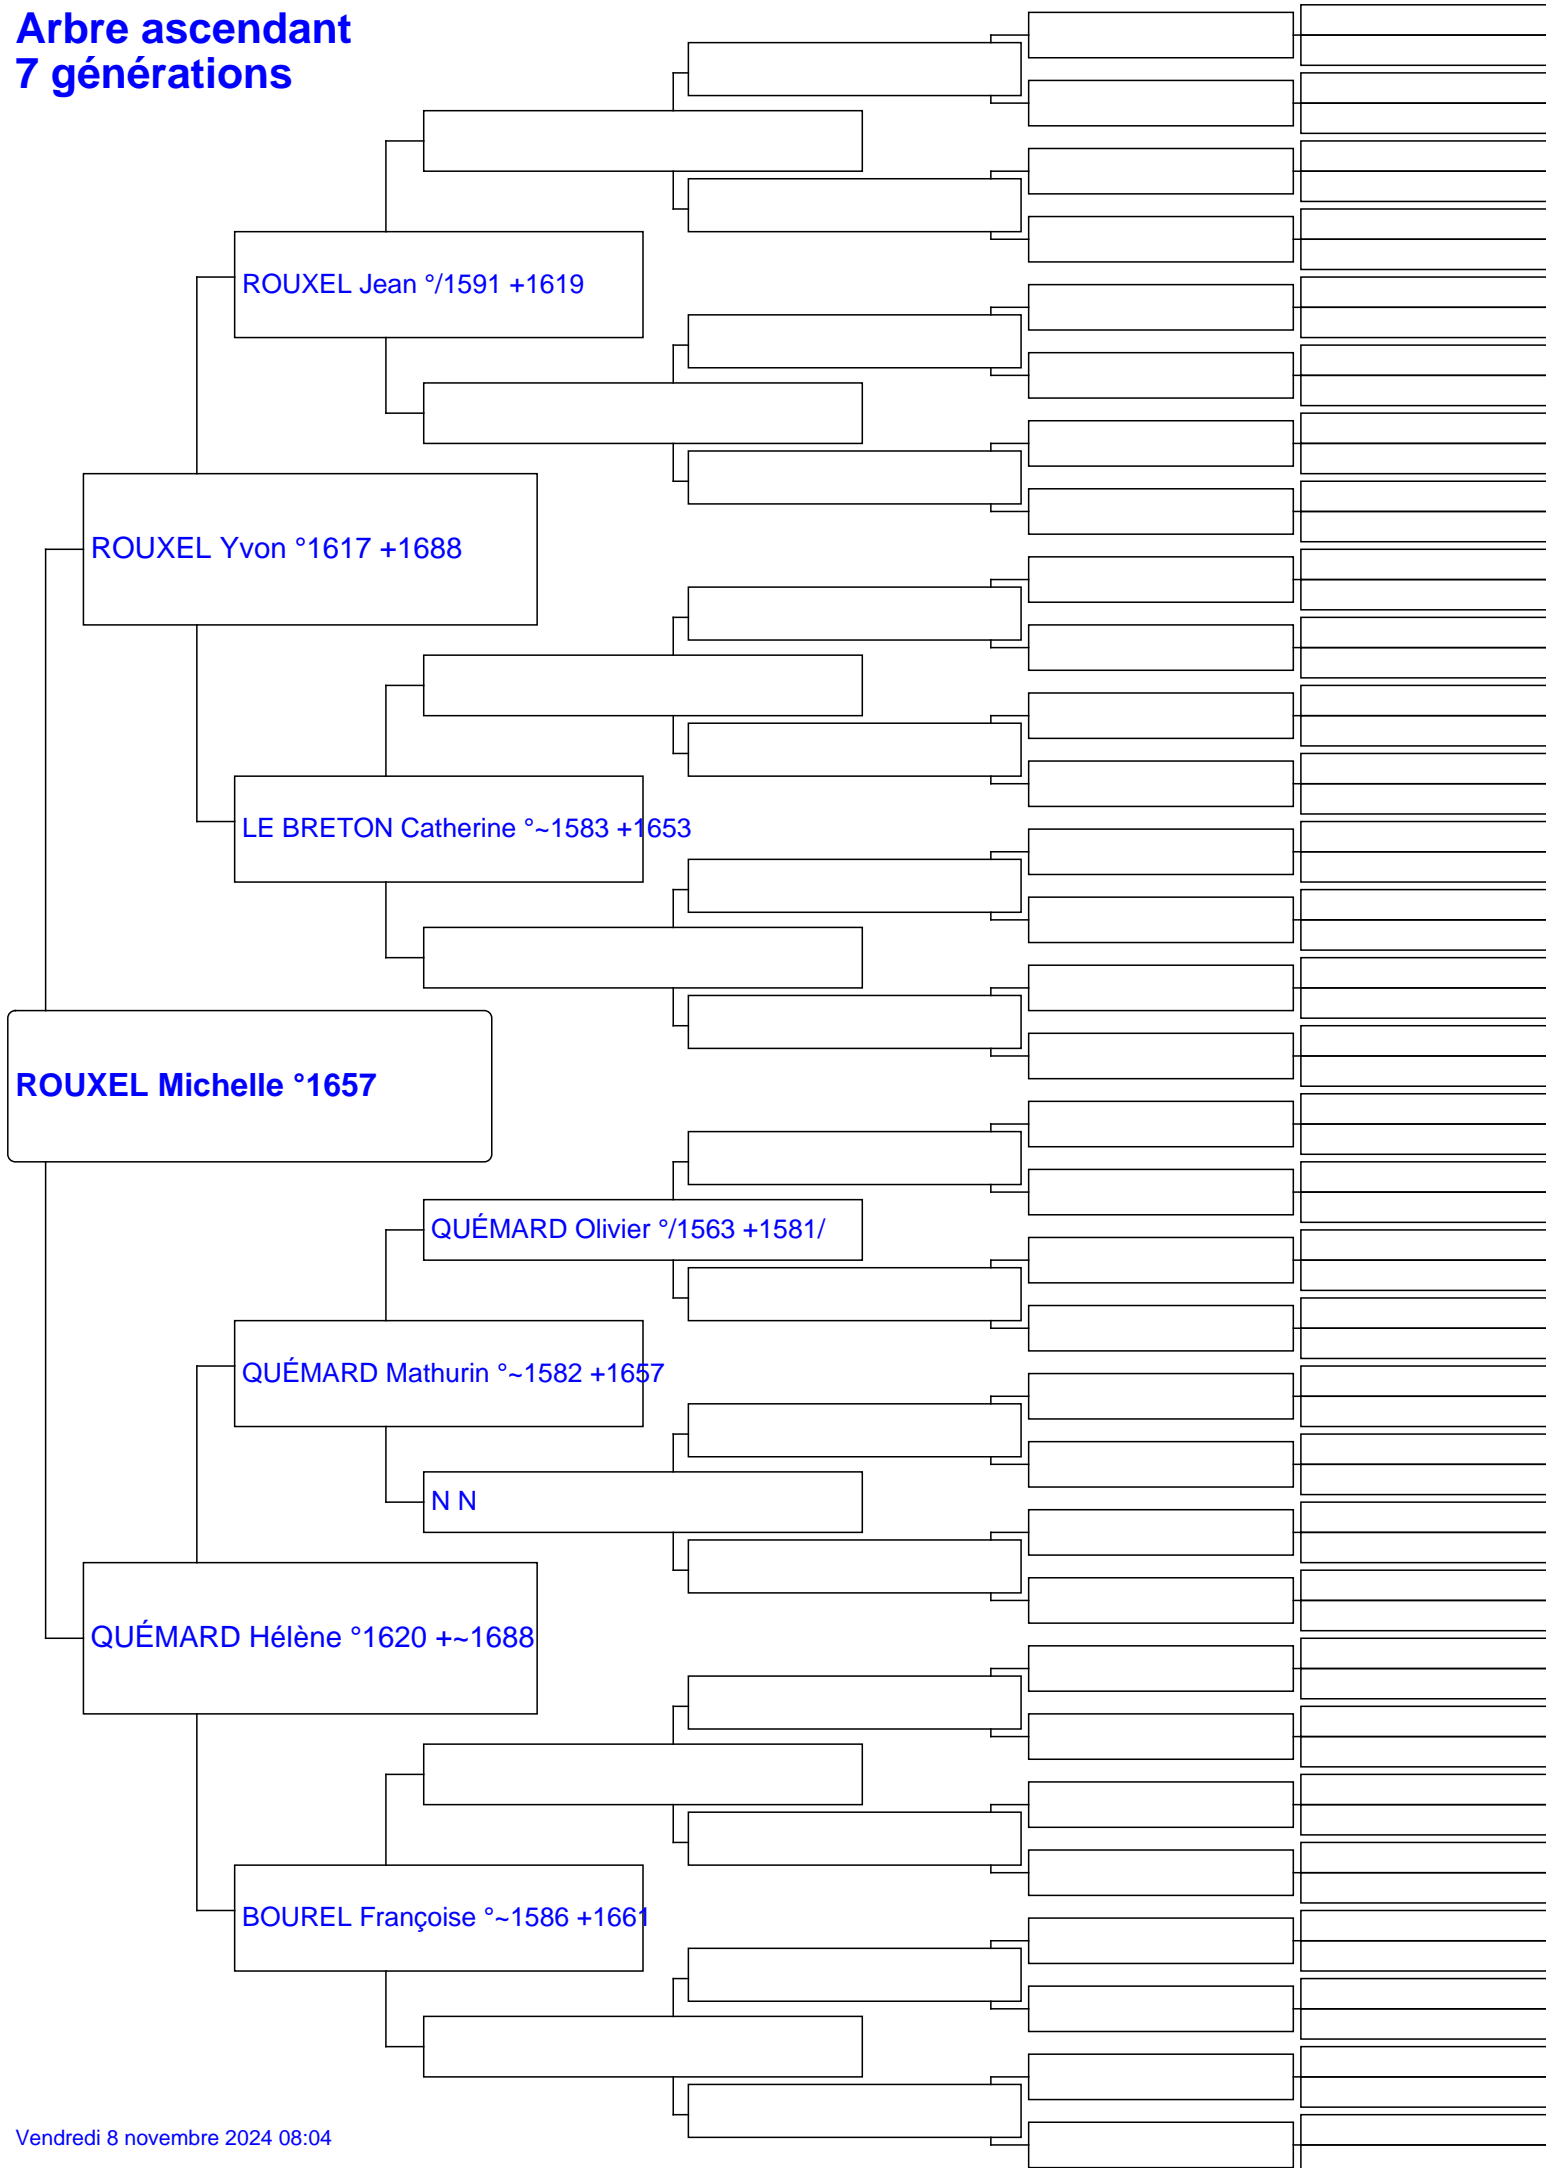 Arbre ascendant
7 générations
ROUXEL Jean °/1591 +1619
ROUXEL Yvon °1617 +1688
LE BRETON Catherine °~1583 +1653
ROUXEL Michelle °1657
QUÉMARD Olivier °/1563 +1581/
QUÉMARD Mathurin °~1582 +1657
N N
QUÉMARD Hélène °1620 +~1688
BOUREL Françoise °~1586 +1661
Vendredi 8 novembre 2024 08:04